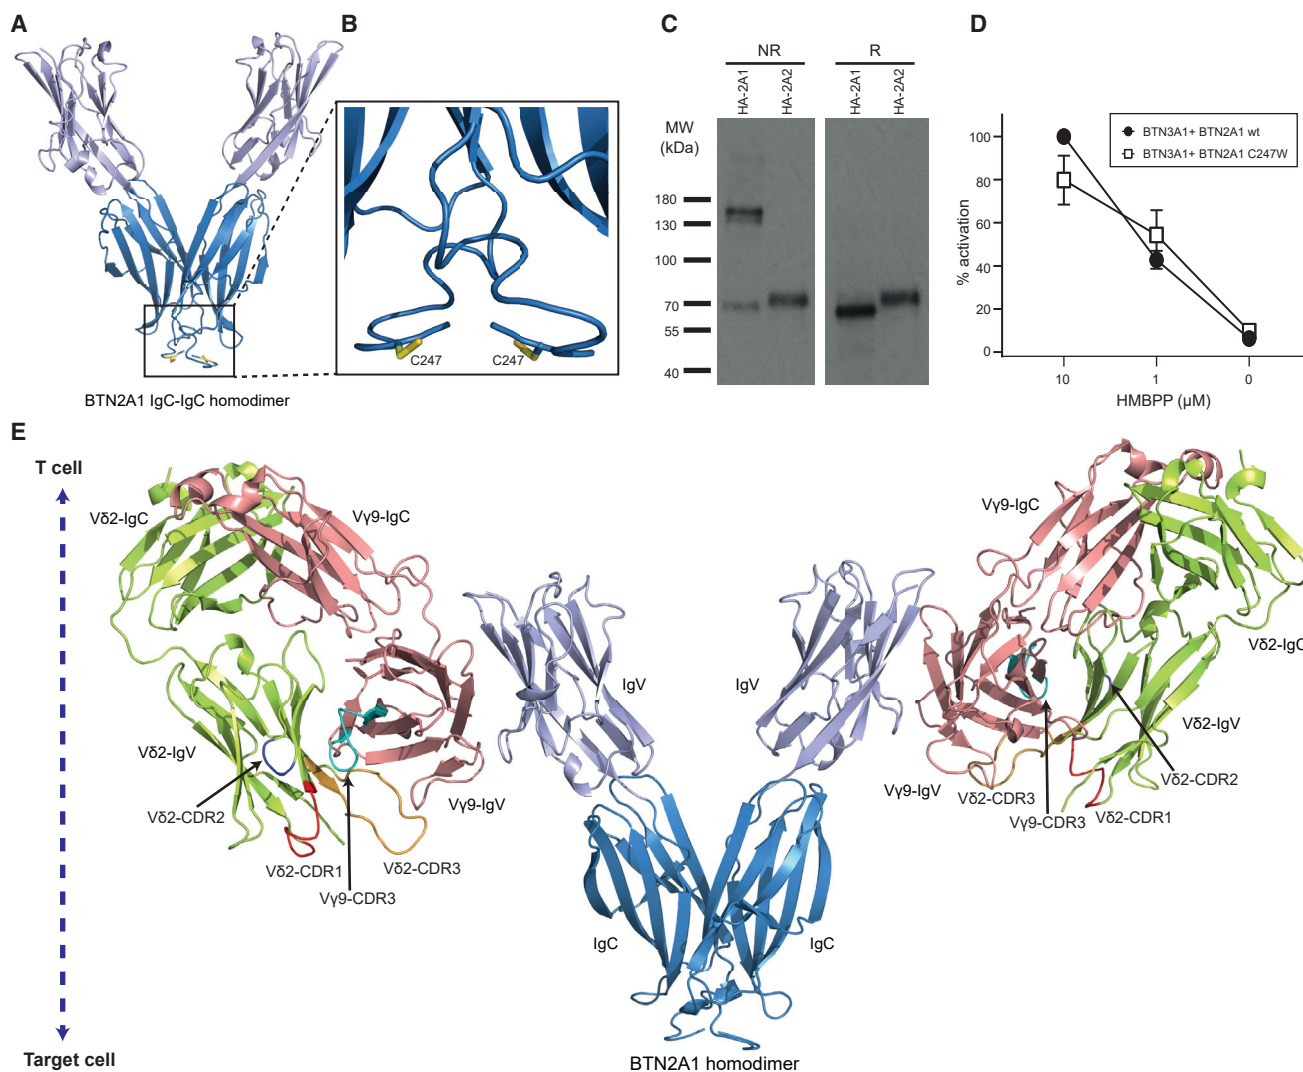 A
B
C247
C247
BTN2A1 IgC-IgC homodimer
C
NR
R
HA-2A1
HA-2A2
HA-2A1
HA-2A2
MW
(kDa)
180
130
100
70
55
40
D
BTN3A1+ BTN2A1 wt
BTN3A1+ BTN2A1 C247W
% activation
100
80
60
40
20
0
10
1
0
HMBPP (µM)
E
T cell
Target cell
Vδ2-IgC
Vγ9-IgC
Vδ2-IgV
Vγ9-IgV
Vδ2-CDR2
Vδ2-CDR1
Vγ9-CDR3
Vδ2-CDR3
IgV
IgV
IgC
IgC
BTN2A1 homodimer
Vγ9-IgC
Vδ2-IgC
Vδ2-IgV
Vδ2-CDR2
Vγ9-IgV
Vδ2-CDR3
Vγ9-CDR3
Vδ2-CDR1